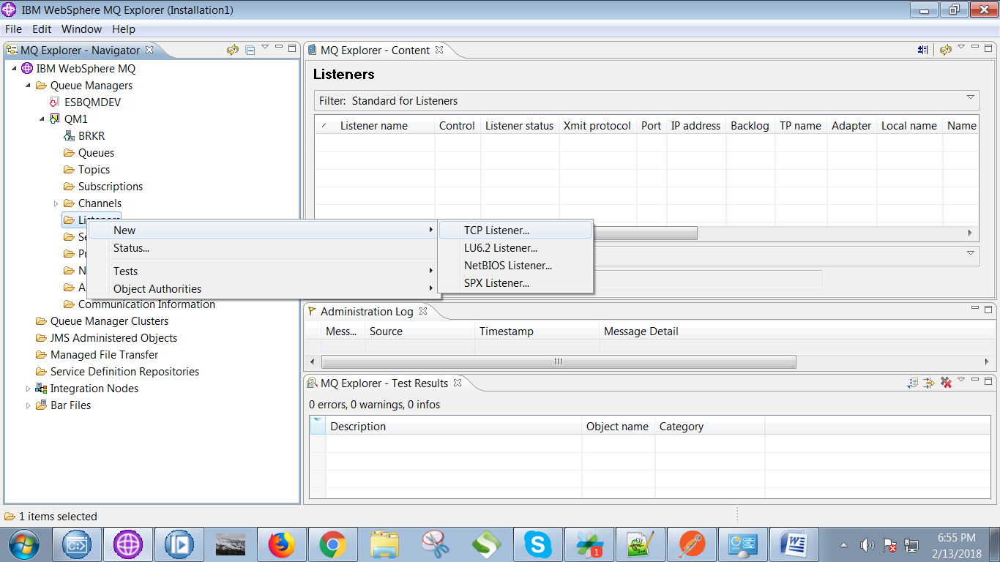 IBM WebSphere MQ Explorer (Installation1)
File Edit Window Help
MQ Explorer - Navigator
IBM WebSphere MQ
Queue Managers
ESBQMDEV
QM1
BRKR
Queues
Topics
Subscriptions
Channels
Listeners
Se
Pr
N
A
Communication Information
Queue Manager Clusters
JMS Administered Objects
Managed File Transfer
Service Definition Repositories
Integration Nodes
Bar Files
New
Status...
Tests
Object Authorities
TCP Listener...
LU6.2 Listener...
NetBIOS Listener...
SPX Listener...
MQ Explorer - Content
Listeners
Filter: Standard for Listeners
Listener name Control Listener status Xmit protocol Port IP address Backlog TP name Adapter Local name Name
Administration Log
Mess... Source Timestamp Message Detail
MQ Explorer - Test Results
0 errors, 0 warnings, 0 infos
Description Object name Category
1 items selected
1
6:55 PM
2/13/2018